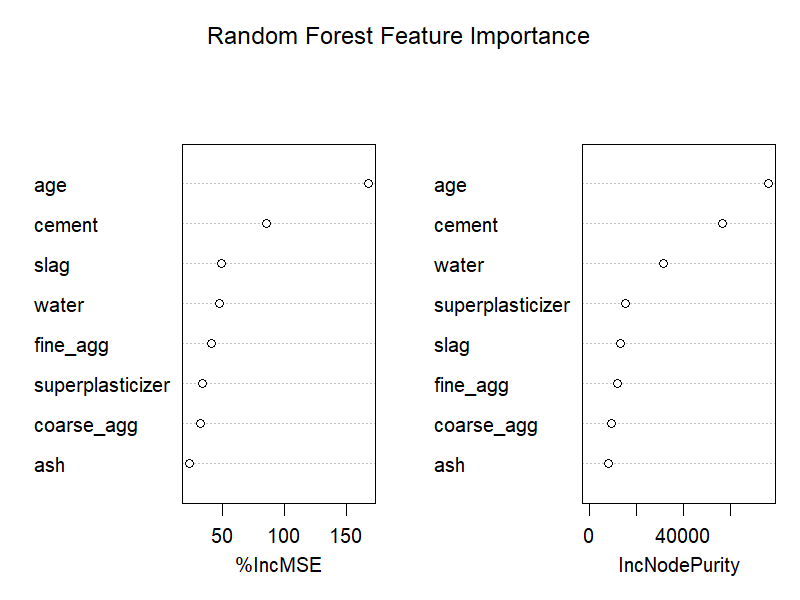 Random Forest Feature Importance
age
cement
slag
water
fine_agg
superplasticizer
coarse_agg
ash
50 100 150
%IncMSE
age
cement
water
superplasticizer
slag
fine_agg
coarse_agg
ash
0 40000
IncNodePurity